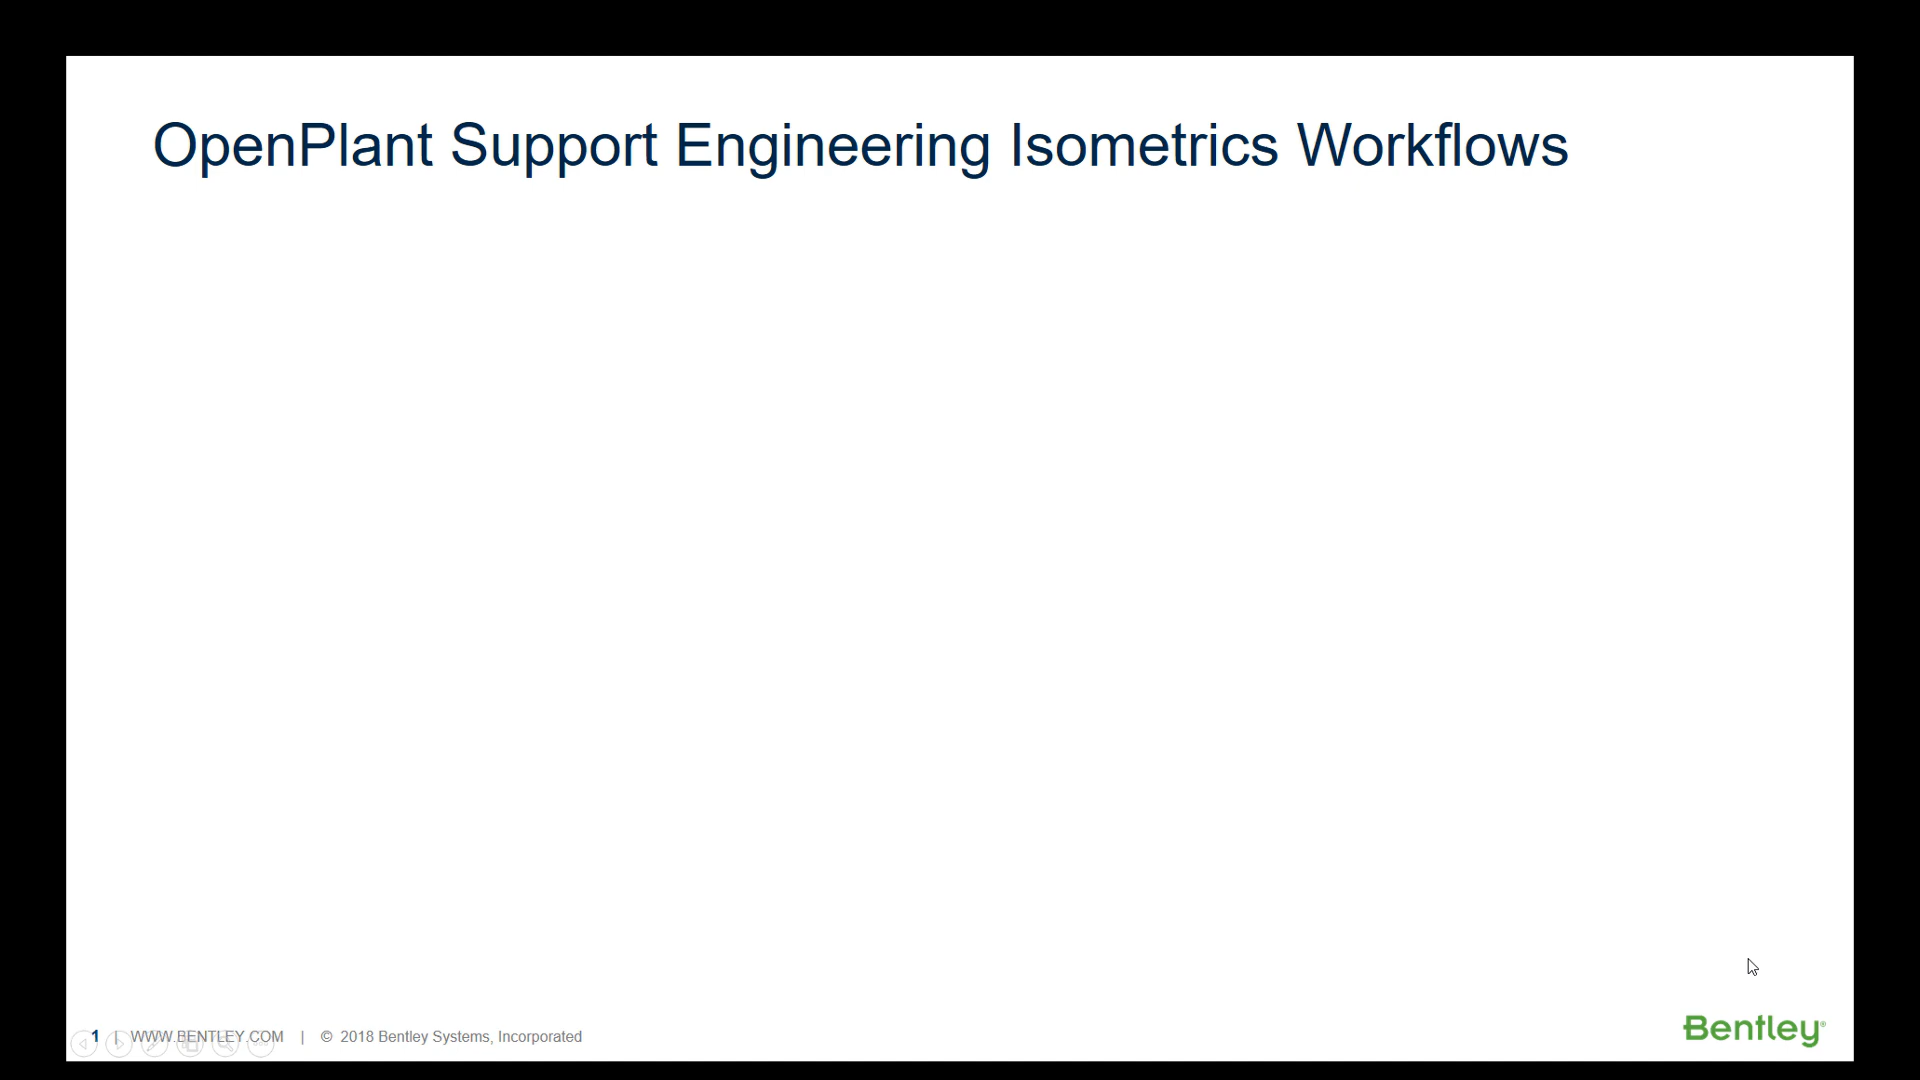 OpenPlant Support Engineering Isometrics Workflows
1 | WWW.BENTLEY.COM | © 2018 Bentley Systems, Incorporated
Bentley®